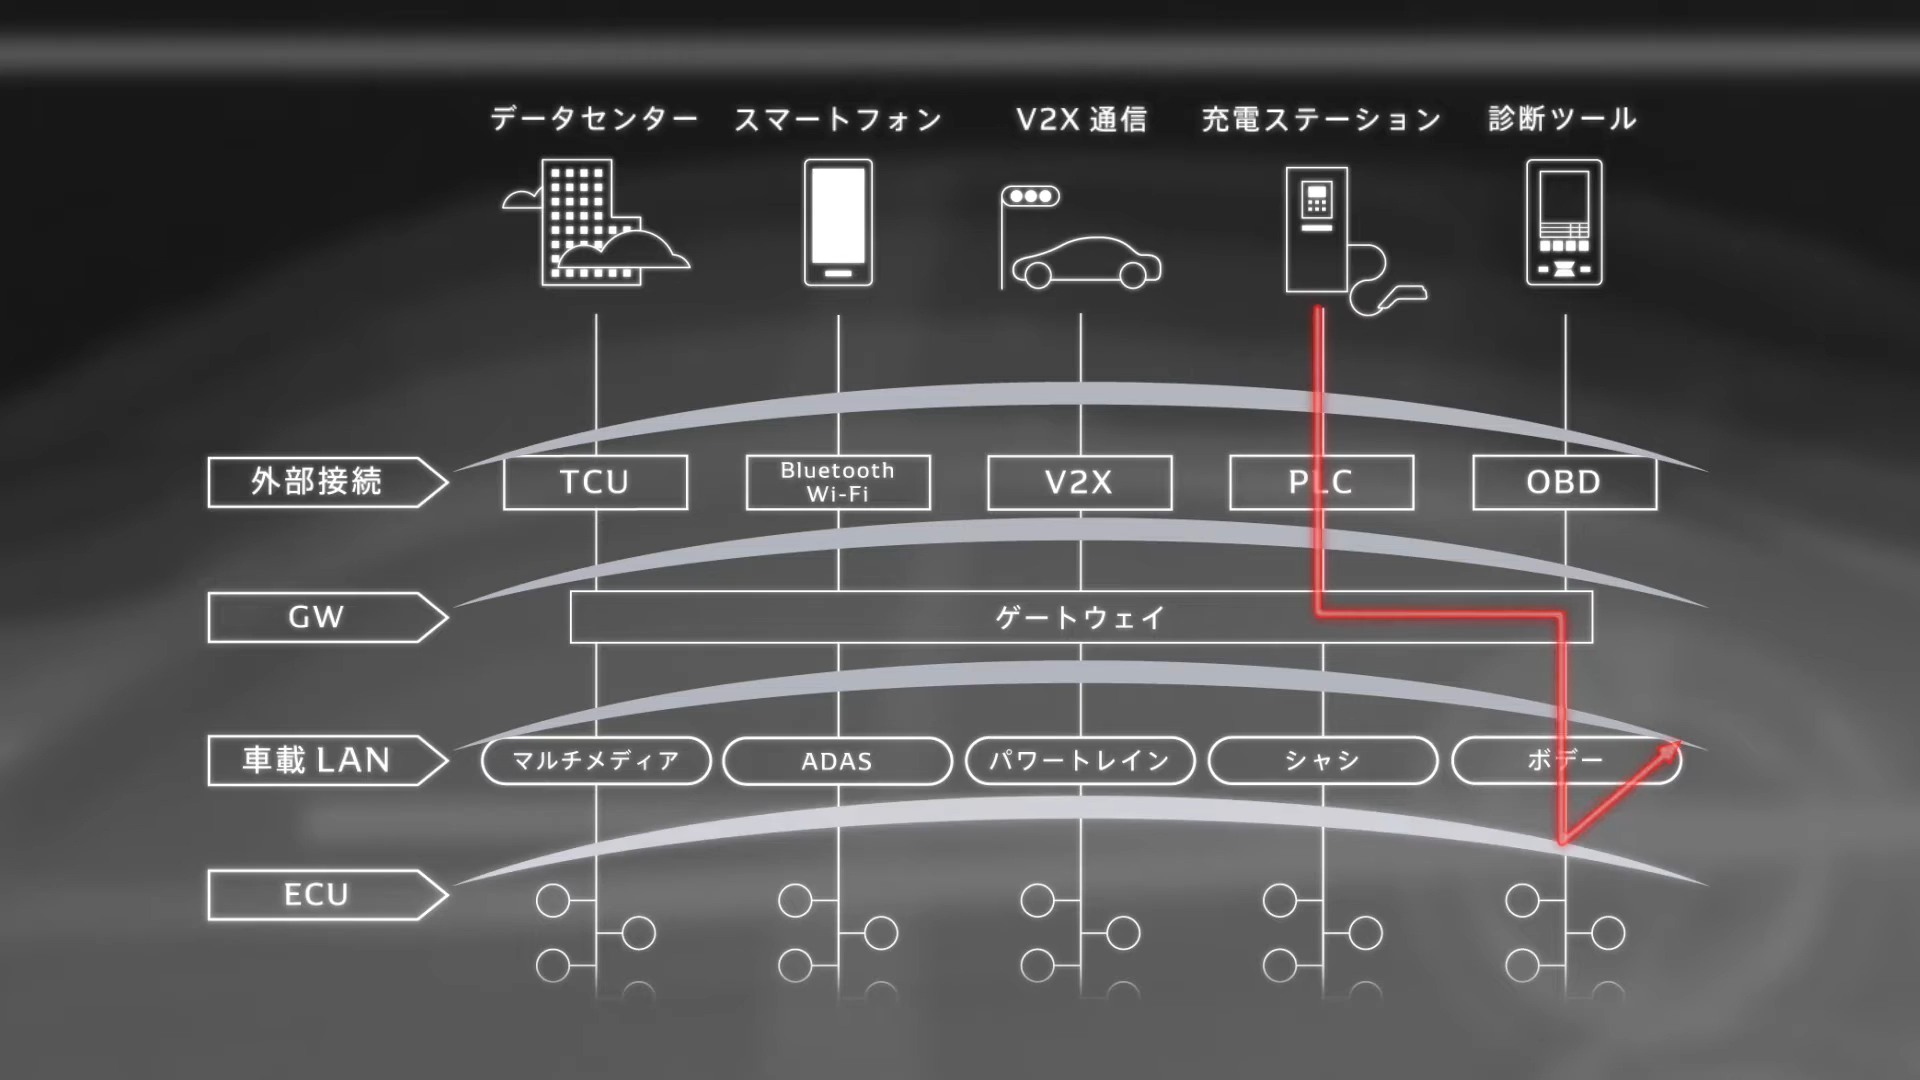 データセンター
スマートフォン
V2X 通信
充電ステーション
診断ツール
外部接続
TCU
Bluetooth
Wi-Fi
V2X
PLC
OBD
GW
ゲートウェイ
車載 LAN
マルチメディア
ADAS
パワートレイン
シャシ
ボデー
ECU